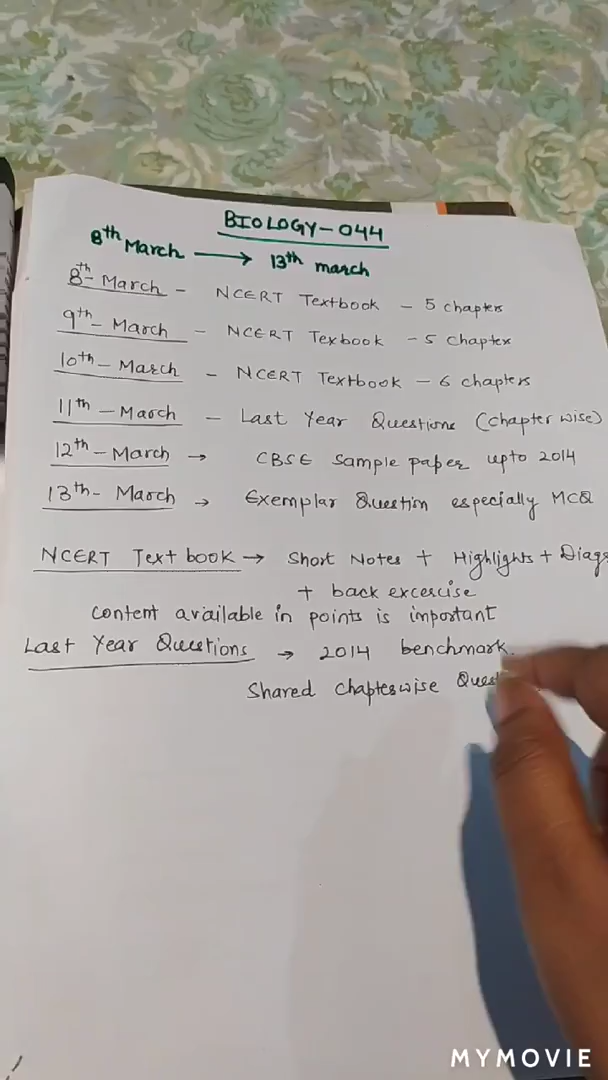 BIOLOGY-044
8th March → 13th march
8th- March - NCERT Textbook - 5 chapters
9th- March - NCERT Texbook - 5 Chapter
10th- March - NCERT Textbook - 6 chapters
11th - March - Last Year Questions (chapter wise)
12th - March → CBSE sample paper upto 2014
13th- March → Exemplar Question especially MCQ
NCERT Text book → Short Notes + Highlights + Diag
+ back excercise
content available in points is important
Last Year Questions → 2014 benchmark.
Shared Chapterwise Quest
MYMOVIE